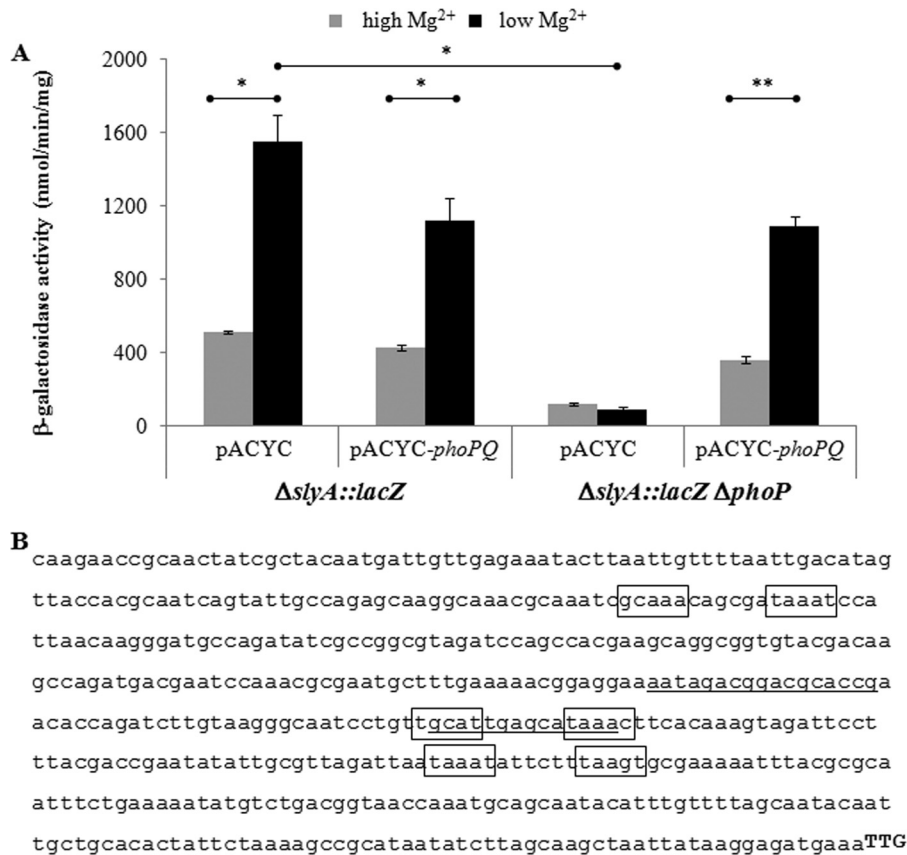 high Mg2+ low Mg2+
A
β-galactosidase activity (nmol/min/mg)
2000
1600
1200
800
400
0
* * * **
pACYC pACYC-phoPQ pACYC pACYC-phoPQ
ΔslyA::lacZ ΔslyA::lacZ ΔphoP
B
caagaaccgcaactatcgctacaatgattgttgagaaatacttaattgttttaattgacatag
ttaccacgcaatcagtattgccagagcaaggcaaacgcaaatcgcaaacagcgataaatcca
ttaacaagggatgccagatatcgccggcgtagatccagccacgaagcaggcggtgtacgacaa
gccagatgacgaatccaaacgcgaatgctttgaaaaacggaggaaaatagacggacgcaccga
acaccagatcttgtaagggcaatcctgttgcattgagcataaacttcacaaagtagattcct
ttacgaccgaatatattgcgttagattaataaatattctttaagtgcgaaaaatttacgcgca
atttctgaaaaatatgtctgacggtaaccaaatgcagcaatacatttgttttagcaatacaat
tgctgcacacactattctaaaagccgcataatatcttagcaagctaattataaggagatgaaaTTG